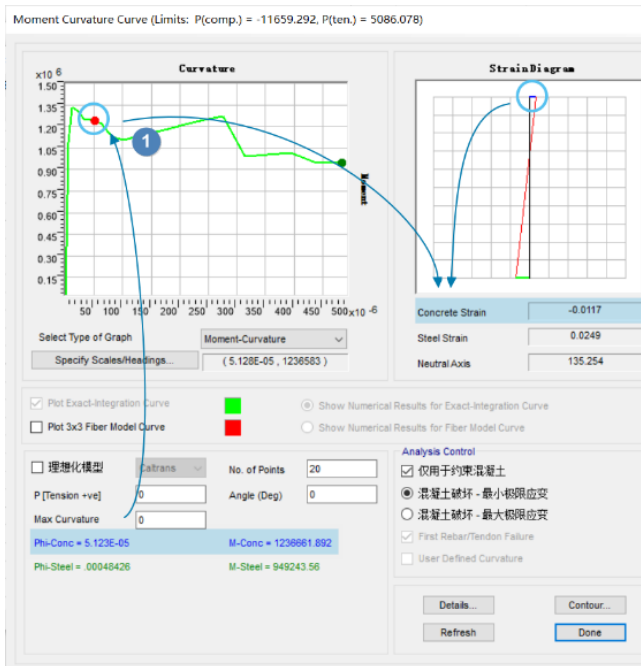 Moment Curvature Curve (Limits: P(comp.) = -11659.292, P(ten.) = 5086.078)
Curvature
x10 6
1.50
1.35
1.20
1.05
0.90
0.75
0.60
0.45
0.30
0.15
1
Moment
50 100 150 200 250 300 350 400 450 500 x10 -6
Select Type of Graph
Moment-Curvature
Specify Scales/Headings...
( 5.128E-05 , 1236583 )
StrainDiagram
Concrete Strain
-0.0117
Steel Strain
0.0249
Neutral Axis
135.254
Plot Exact-Integration Curve
Show Numerical Results for Exact-Integration Curve
Plot 3x3 Fiber Model Curve
Show Numerical Results for Fiber Model Curve
理想化模型
Caltrans
No. of Points
20
P [Tension +ve]
0
Angle (Deg)
0
Max Curvature
0
Phi-Conc = 5.123E-05
M-Conc = 1236661.892
Phi-Steel = .00048426
M-Steel = 949243.56
Analysis Control
仅用于约束混凝土
混凝土破坏 - 最小极限应变
混凝土破坏 - 最大极限应变
First Rebar/Tendon Failure
User Defined Curvature
Details...
Contour...
Refresh
Done